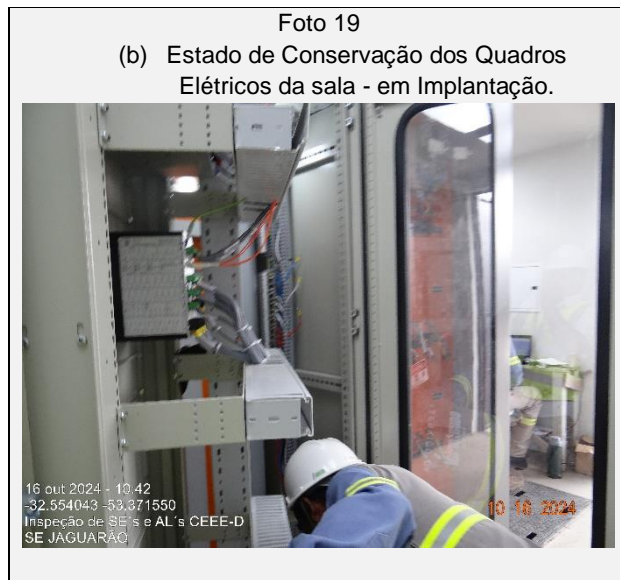 Foto 19
(b) Estado de Conservação dos Quadros
Elétricos da sala - em Implantação.
16 out 2024 - 10:42
-32.554043 -53.371550
Inspeção de SE's e AL's CEEE-D
SE JAGUARÃO
10 16 2024